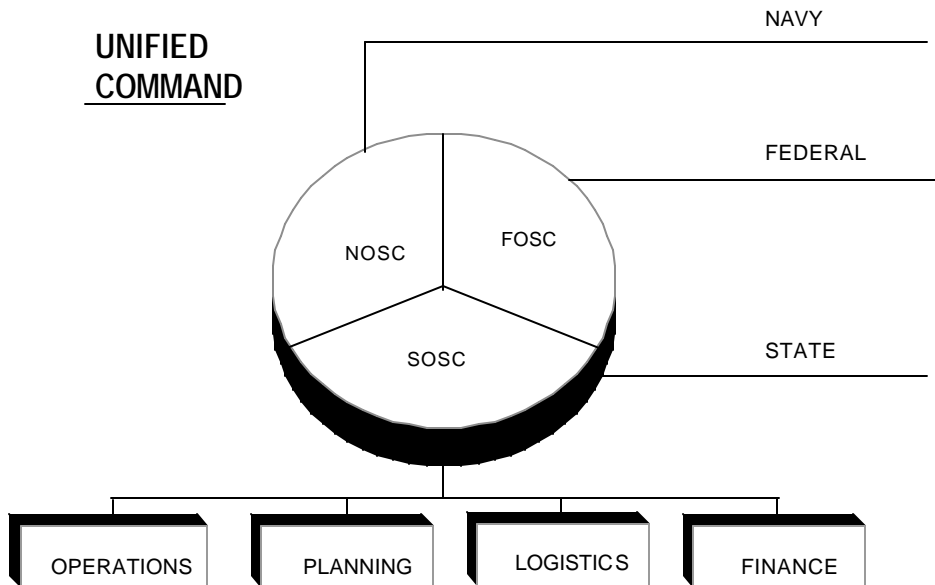 NAVY
UNIFIED
COMMAND
FEDERAL
NOSC
FOSC
STATE
SOSC
OPERATIONS
PLANNING
LOGISTICS
FINANCE